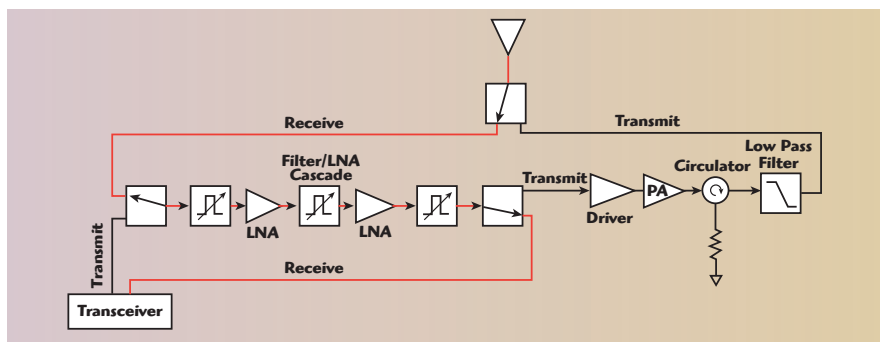 Receive
Transmit
Filter/LNA
Cascade
Low Pass
Filter
Transmit
Circulator
PA
Driver
LNA
LNA
Transmit
Receive
Transceiver